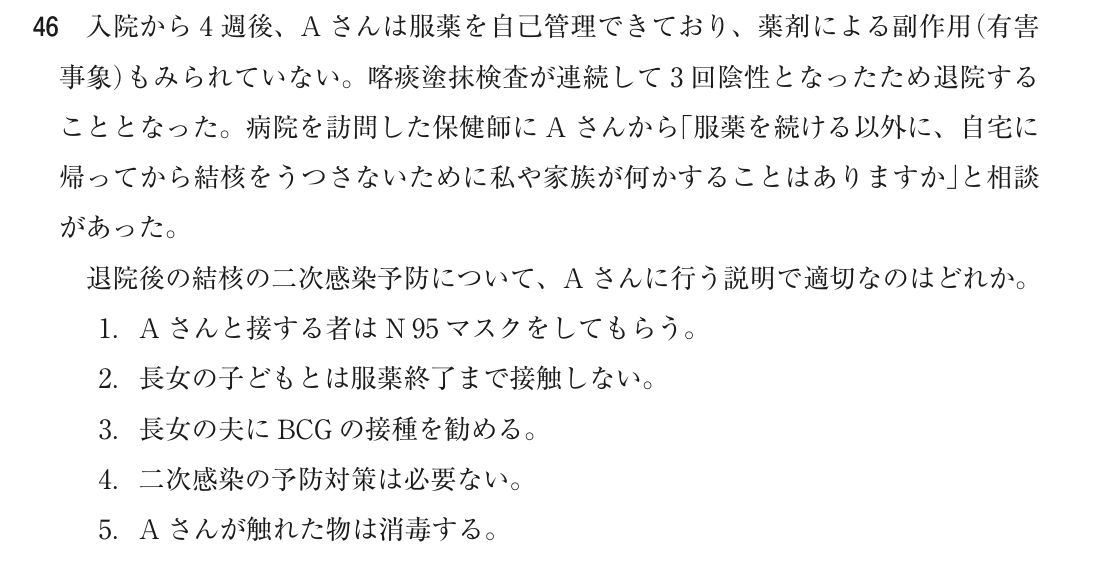 46 入院から4週後、Aさんは服薬を自己管理できており、薬剤による副作用(有害
事象)もみられていない。喀痰塗抹検査が連続して3回陰性となったため退院する
こととなった。病院を訪問した保健師にAさんから「服薬を続ける以外に、自宅に
帰ってから結核をうつさないために私や家族が何かすることはありますか」と相談
があった。
退院後の結核の二次感染予防について、Aさんに行う説明で適切なのはどれか。
1. Aさんと接する者はN95マスクをしてもらう。
2. 長女の子どもとは服薬終了まで接触しない。
3. 長女の夫にBCGの接種を勧める。
4. 二次感染の予防対策は必要ない。
5. Aさんが触れた物は消毒する。